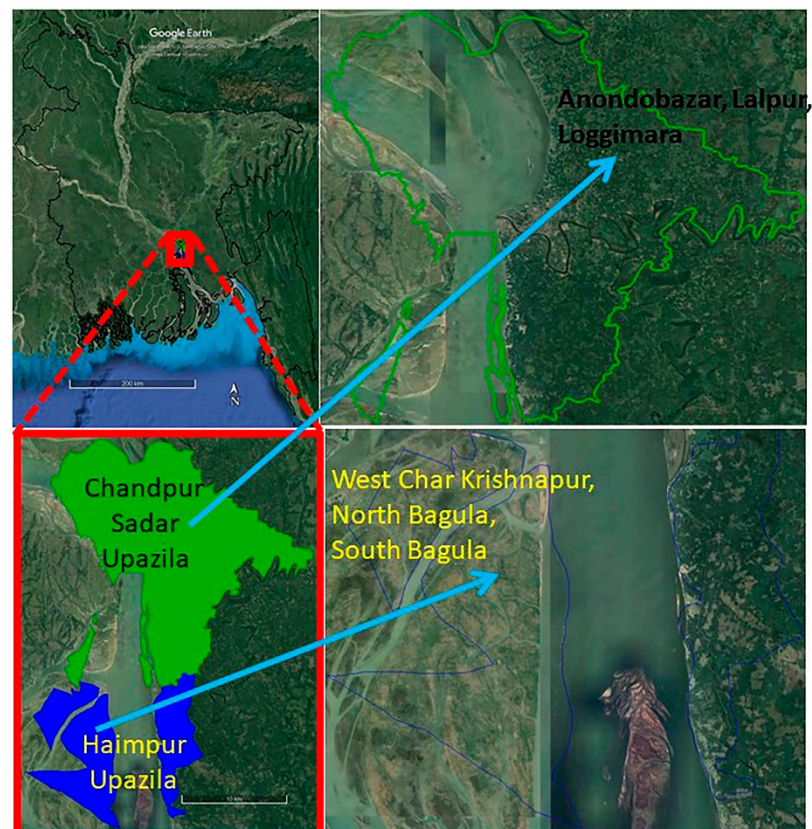 Google Earth
Anondobazar, Lalpur,
Loggimara
200 km
N
Chandpur
Sadar
Upazila
West Char Krishnapur,
North Bagula,
South Bagula
Haimpur
Upazila
10 km